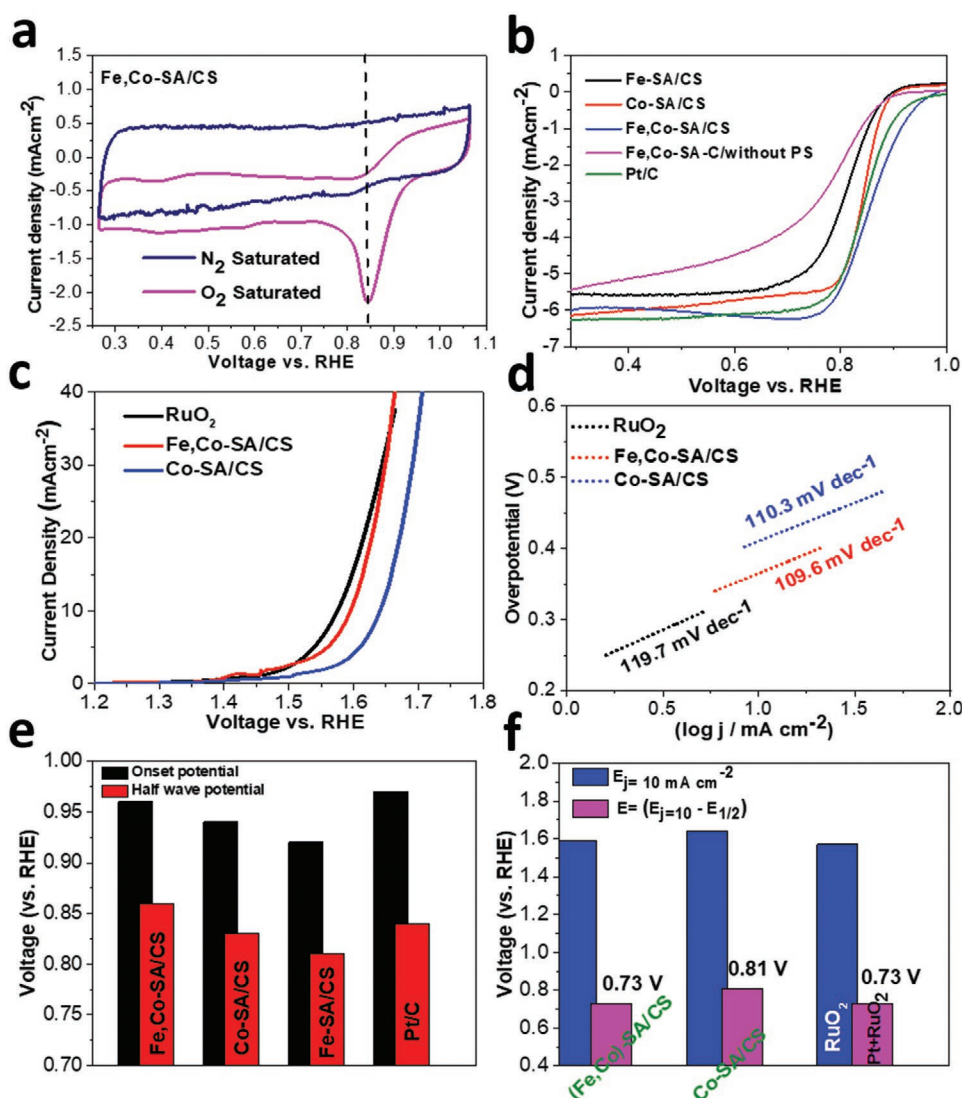 a
Fe,Co-SA/CS
N2 Saturated
O2 Saturated
Current density (mAcm-2)
1.5
1.0
0.5
0.0
-0.5
-1.0
-1.5
-2.0
-2.5
0.3 0.4 0.5 0.6 0.7 0.8 0.9 1.0 1.1
Voltage vs. RHE
b
Fe-SA/CS
Co-SA/CS
Fe,Co-SA/CS
Fe,Co-SA-C/without PS
Pt/C
Current density (mAcm-2)
1
0
-1
-2
-3
-4
-5
-6
-7
0.4 0.6 0.8 1.0
Voltage vs. RHE
c
RuO2
Fe,Co-SA/CS
Co-SA/CS
Current Density (mAcm-2)
40
30
20
10
0
1.2 1.3 1.4 1.5 1.6 1.7 1.8
Voltage vs. RHE
d
RuO2
Fe,Co-SA/CS
Co-SA/CS
110.3 mV dec-1
109.6 mV dec-1
119.7 mV dec-1
Overpotential (V)
0.6
0.5
0.4
0.3
0.2
0.0 0.5 1.0 1.5 2.0
(log j / mA cm-2)
e
Onset potential
Half wave potential
Voltage (vs. RHE)
1.00
0.95
0.90
0.85
0.80
0.75
0.70
Fe,Co-SA/CS
Co-SA/CS
Fe-SA/CS
Pt/C
f
Ej= 10 mA cm-2
E= (Ej=10 - E1/2)
Voltage (vs. RHE)
2.0
1.8
1.6
1.4
1.2
1.0
0.8
0.6
0.4
0.73 V
0.81 V
0.73 V
(Fe,Co)-SA/CS
Co-SA/CS
RuO2
Pt+RuO2